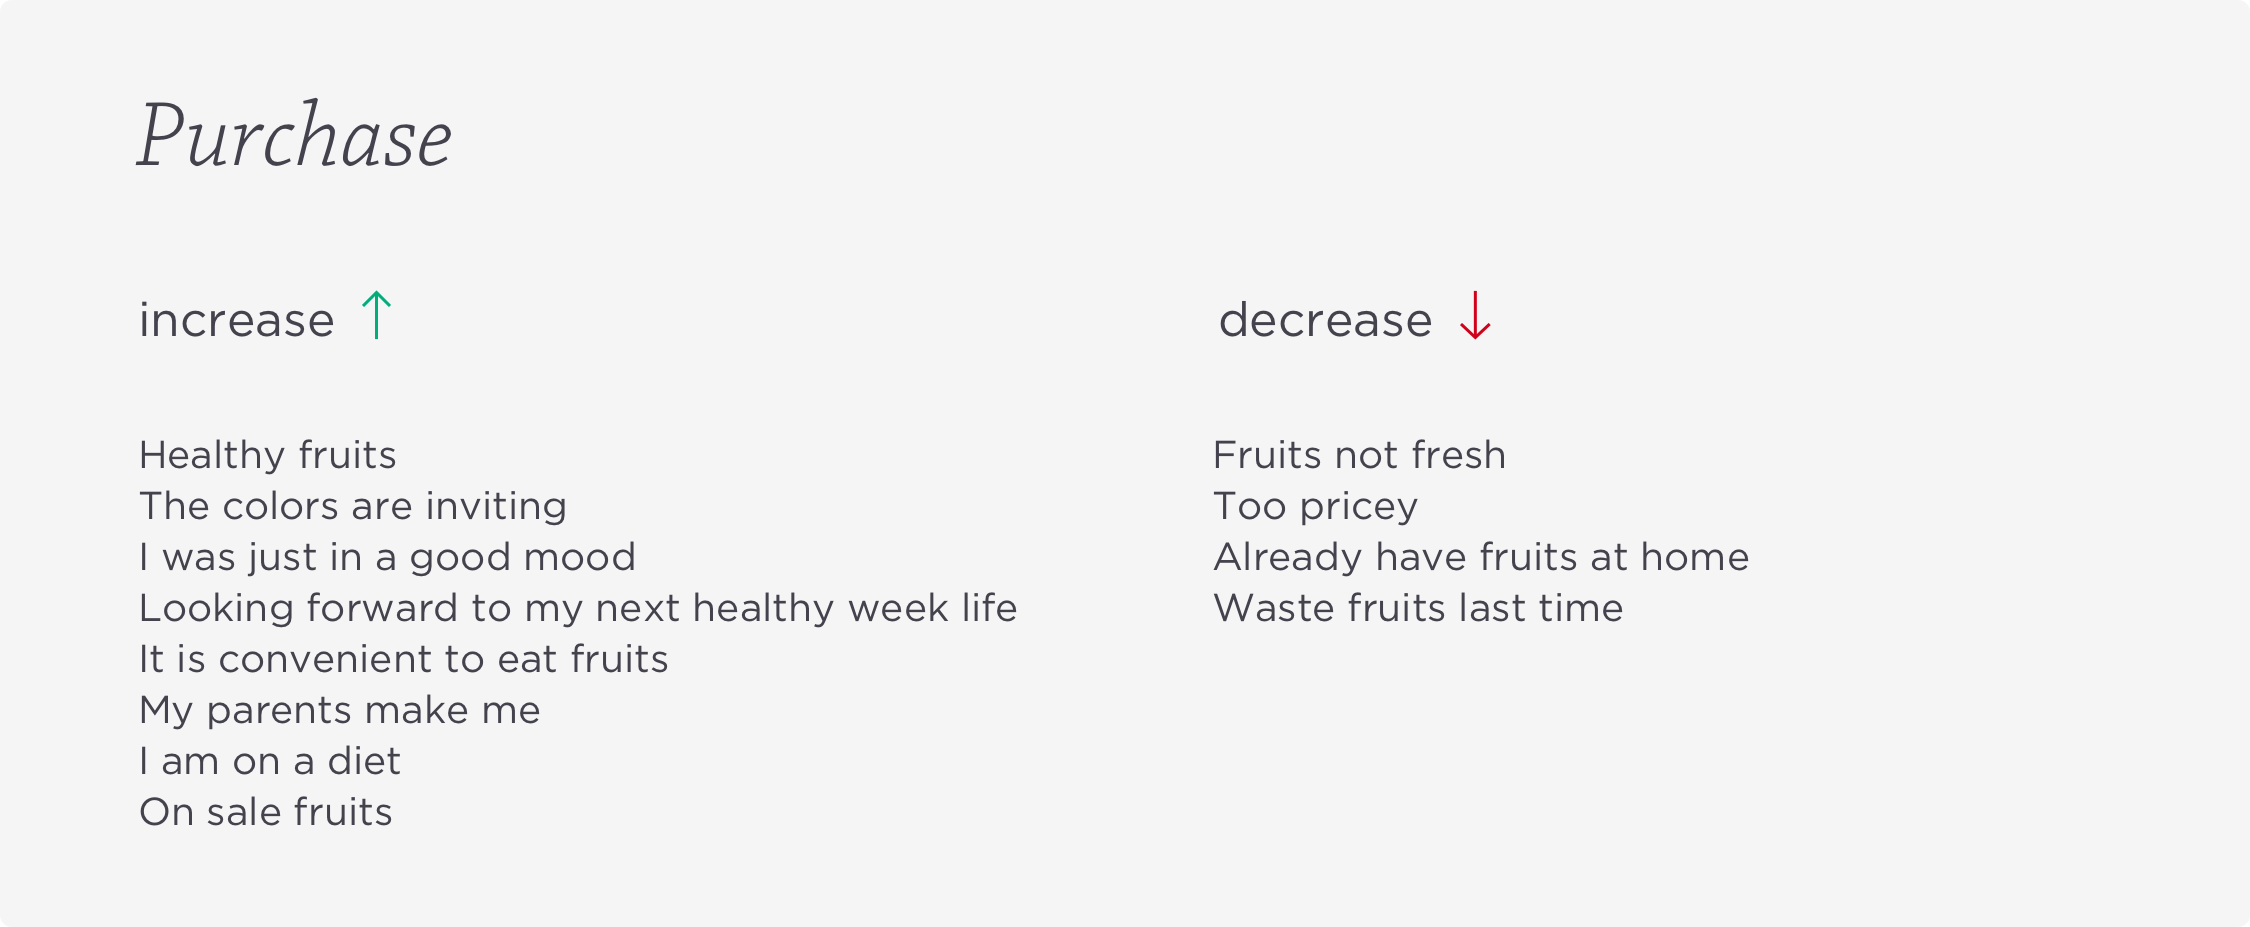 Purchase
increase ↑
decrease ↓
Healthy fruits
The colors are inviting
I was just in a good mood
Looking forward to my next healthy week life
It is convenient to eat fruits
My parents make me
I am on a diet
On sale fruits
Fruits not fresh
Too pricey
Already have fruits at home
Waste fruits last time